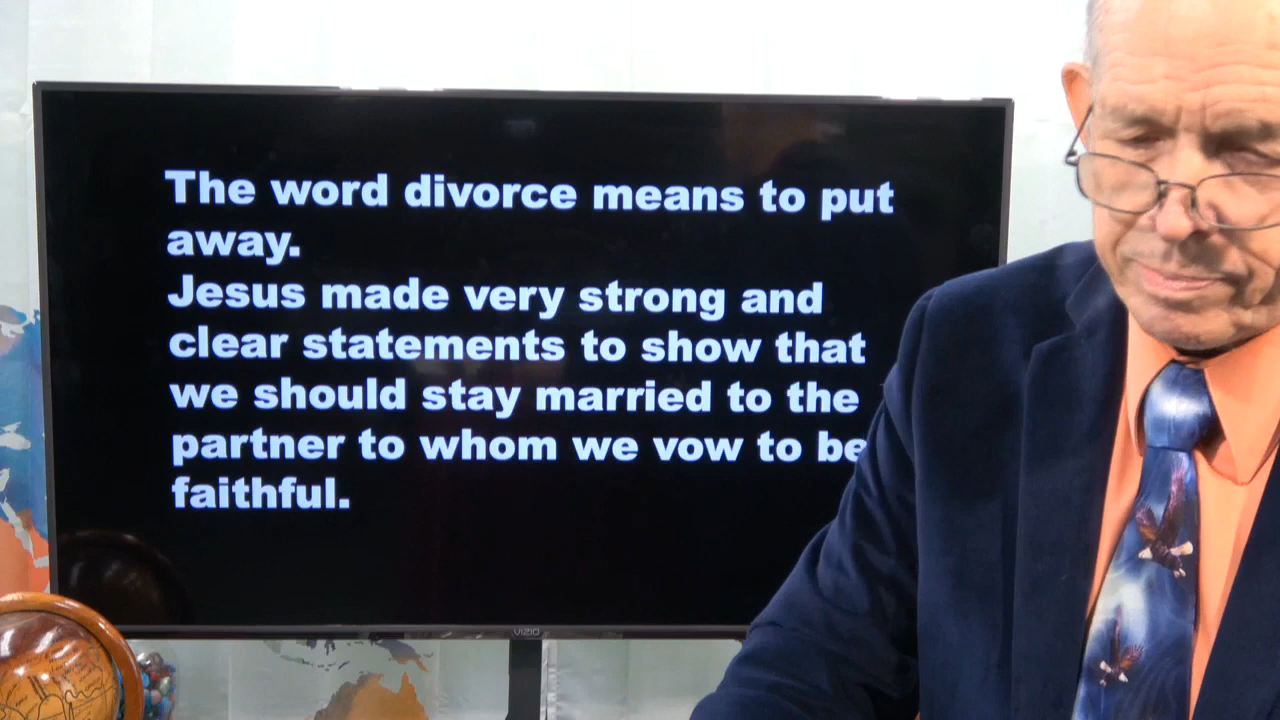 The word divorce means to put
away.
Jesus made very strong and
clear statements to show that
we should stay married to the
partner to whom we vow to be
faithful.
VIZIO